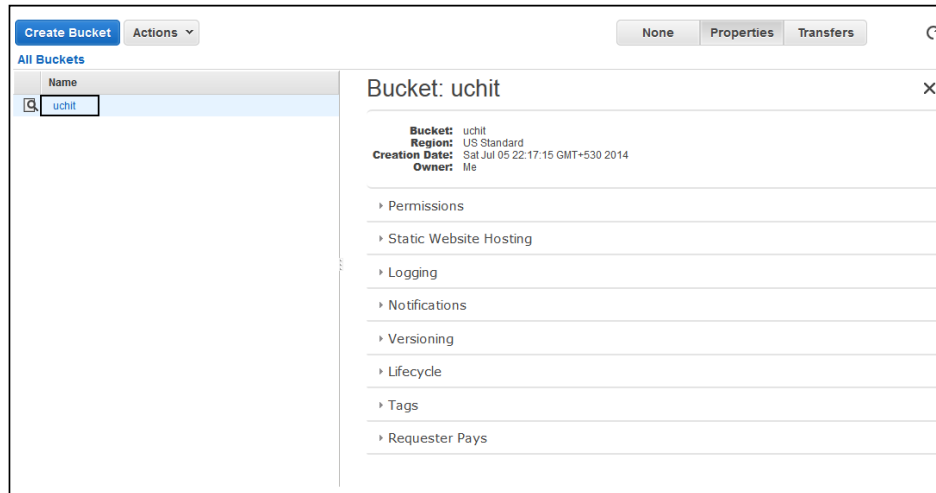 Create Bucket Actions None Properties Transfers
All Buckets
Name
uchit
Bucket: uchit
Bucket: uchit
Region: US Standard
Creation Date: Sat Jul 05 22:17:15 GMT+530 2014
Owner: Me
Permissions
Static Website Hosting
Logging
Notifications
Versioning
Lifecycle
Tags
Requester Pays